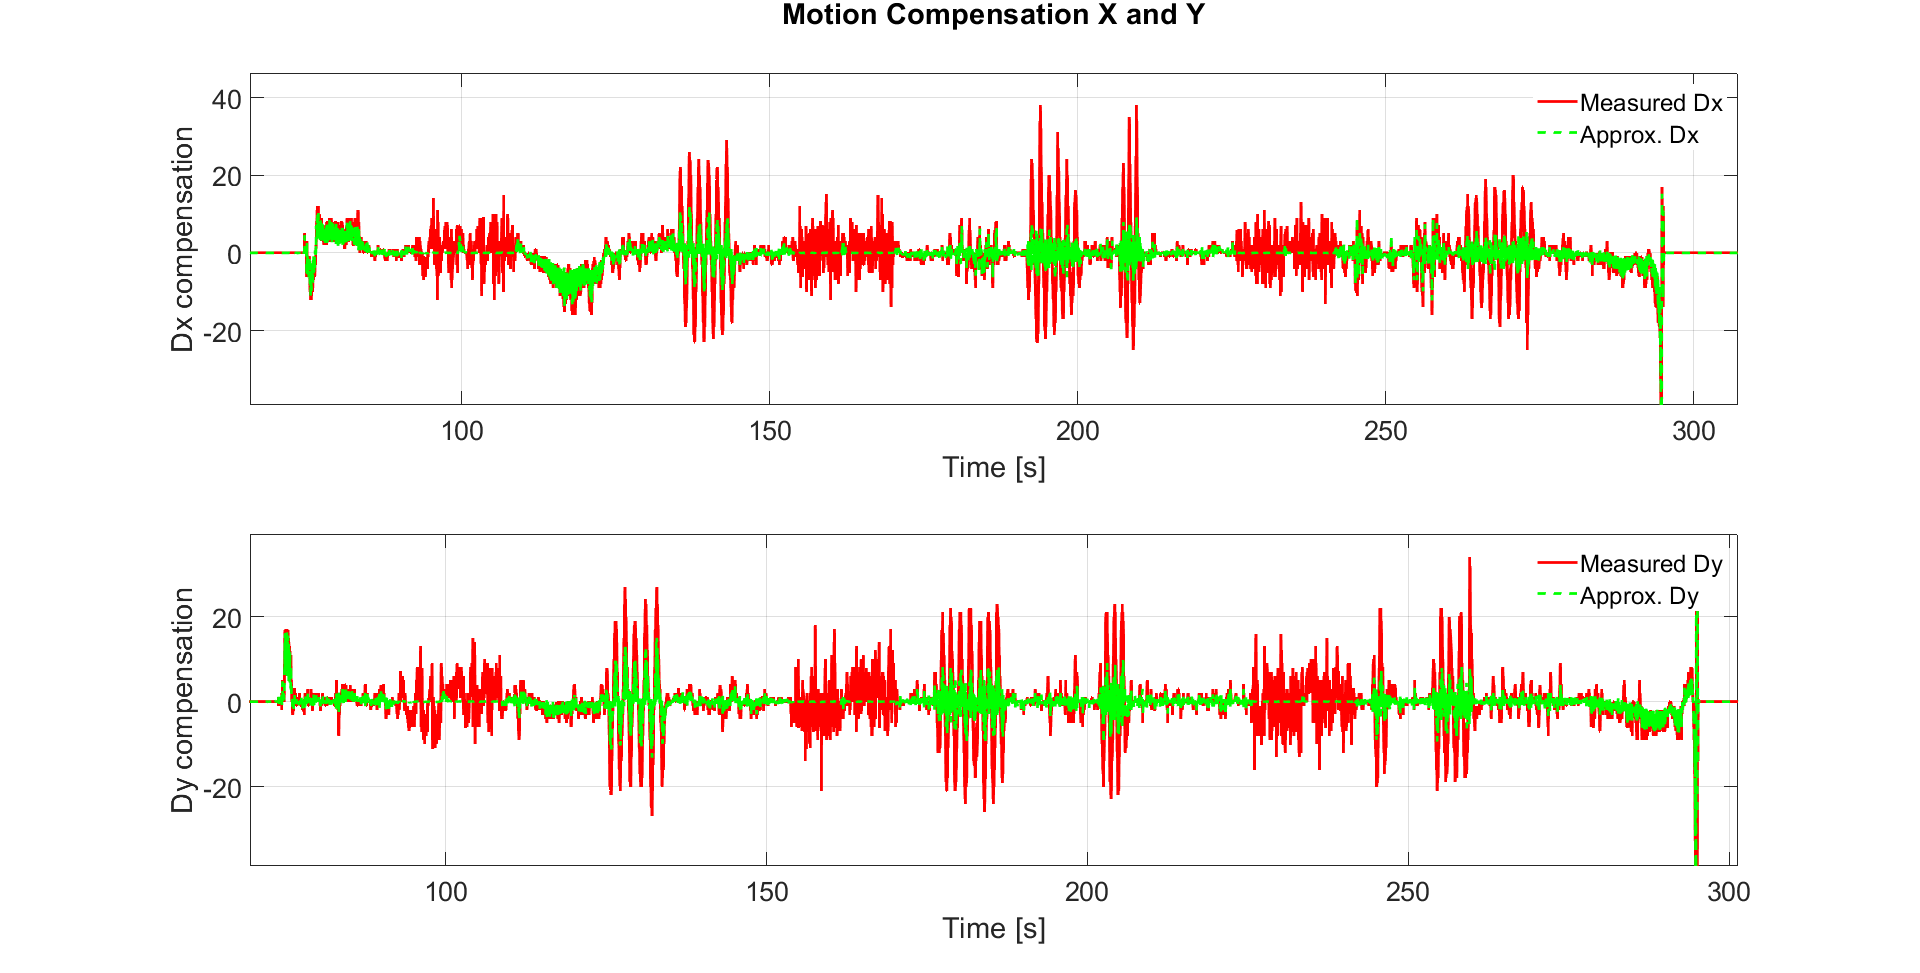 Motion Compensation X and Y
Dx compensation
40
20
0
-20
Measured Dx
Approx. Dx
100 150 200 250 300
Time [s]
Dy compensation
20
0
-20
Measured Dy
Approx. Dy
100 150 200 250 300
Time [s]